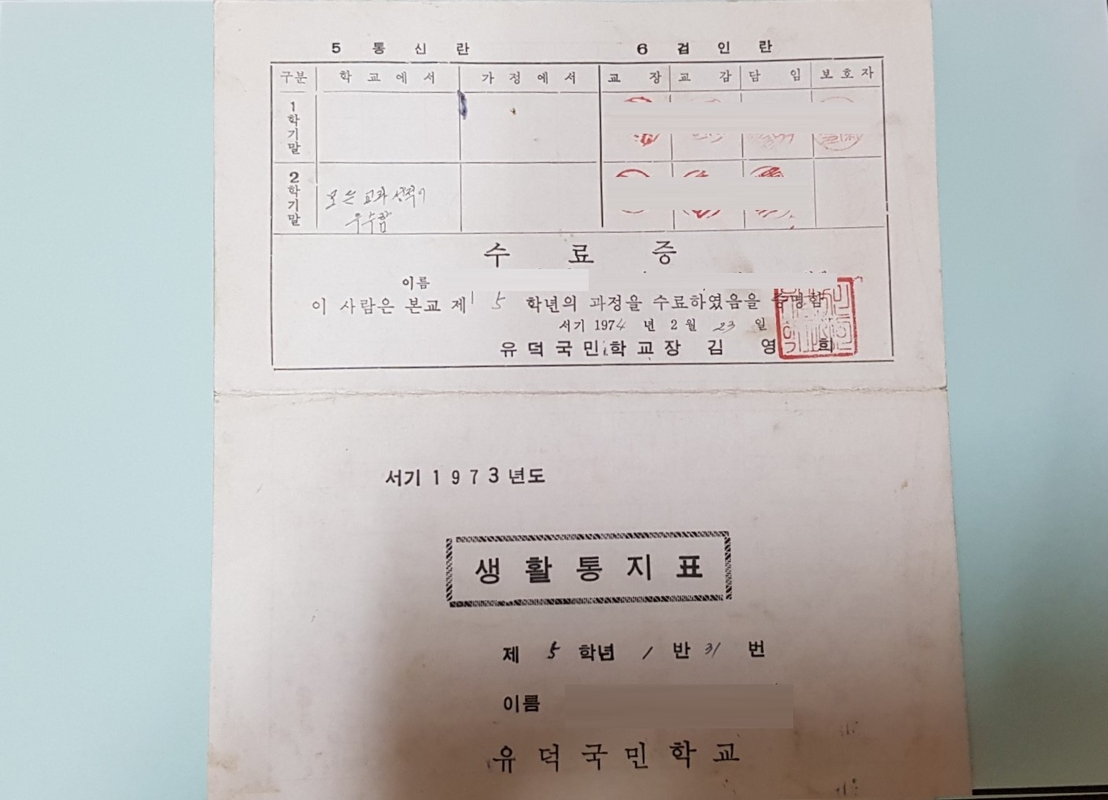 5 통 신 란 6 검 인 란
구분 학교에서 가정에서 교 장 교 감 담 임 보호자
1학기말
2학기말 모든 교과 성적이
우수함
수 료 증
이름
이 사람은 본교 제 5 학년의 과정을 수료하였음을 증명함
서기 1974 년 2 월 23 일
유덕국민학교장 김 영 희
서기 1973년도
생활통지표
제 5 학년 1 반 31 번
이름
유덕국민학교